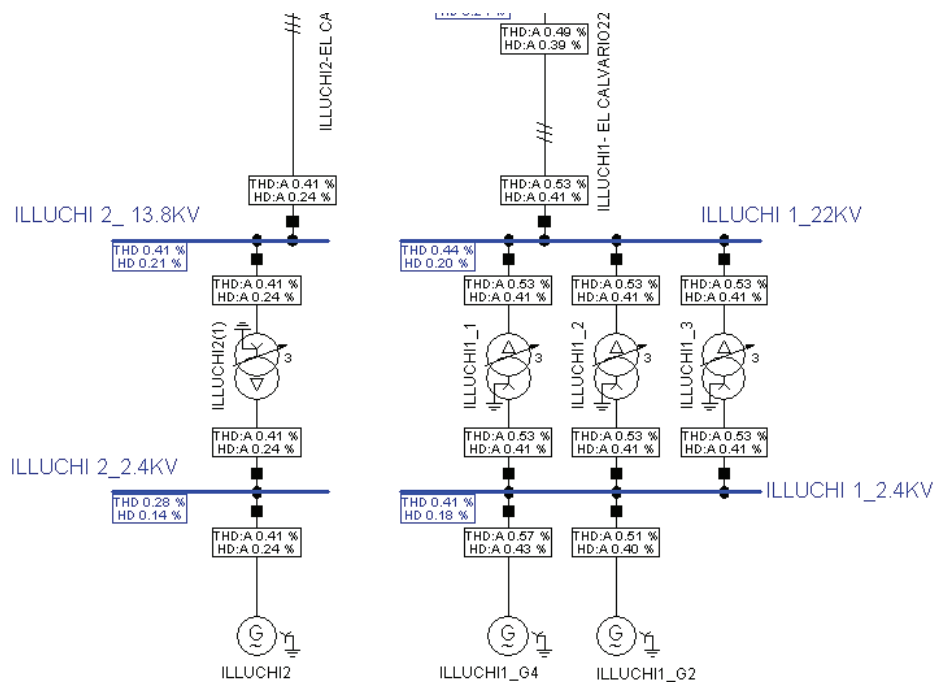 THD:A 0.49 %
HD:A 0.39 %
ILLUCHI2-EL CA
ILLUCHI1- EL CALVARIO22
THD:A 0.41 %
HD:A 0.24 %
THD:A 0.53 %
HD:A 0.41 %
ILLUCHI 2_ 13.8KV
ILLUCHI 1_22KV
THD 0.41 %
HD 0.21 %
THD 0.44 %
HD 0.20 %
THD:A 0.41 %
HD:A 0.24 %
THD:A 0.53 %
HD:A 0.41 %
THD:A 0.53 %
HD:A 0.41 %
THD:A 0.53 %
HD:A 0.41 %
ILLUCHI2(1)
3
ILLUCHI1_1
3
ILLUCHI1_2
3
ILLUCHI1_3
3
THD:A 0.41 %
HD:A 0.24 %
THD:A 0.53 %
HD:A 0.41 %
THD:A 0.53 %
HD:A 0.41 %
THD:A 0.53 %
HD:A 0.41 %
ILLUCHI 2_2.4KV
ILLUCHI 1_2.4KV
THD 0.28 %
HD 0.14 %
THD 0.41 %
HD 0.18 %
THD:A 0.41 %
HD:A 0.24 %
THD:A 0.57 %
HD:A 0.43 %
THD:A 0.51 %
HD:A 0.40 %
G
G
G
ILLUCHI2
ILLUCHI1_G4
ILLUCHI1_G2